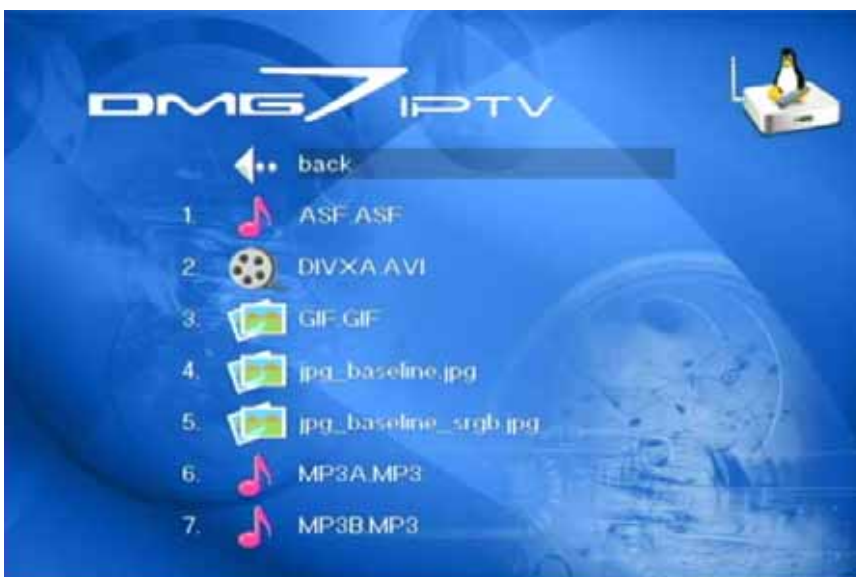 DMG7 IPTV
back
1. ASF.ASF
2. DIVXA.AVI
3. GIF.GIF
4. jpg_baseline.jpg
5. jpg_baseline_srgb.jpg
6. MP3A.MP3
7. MP3B.MP3